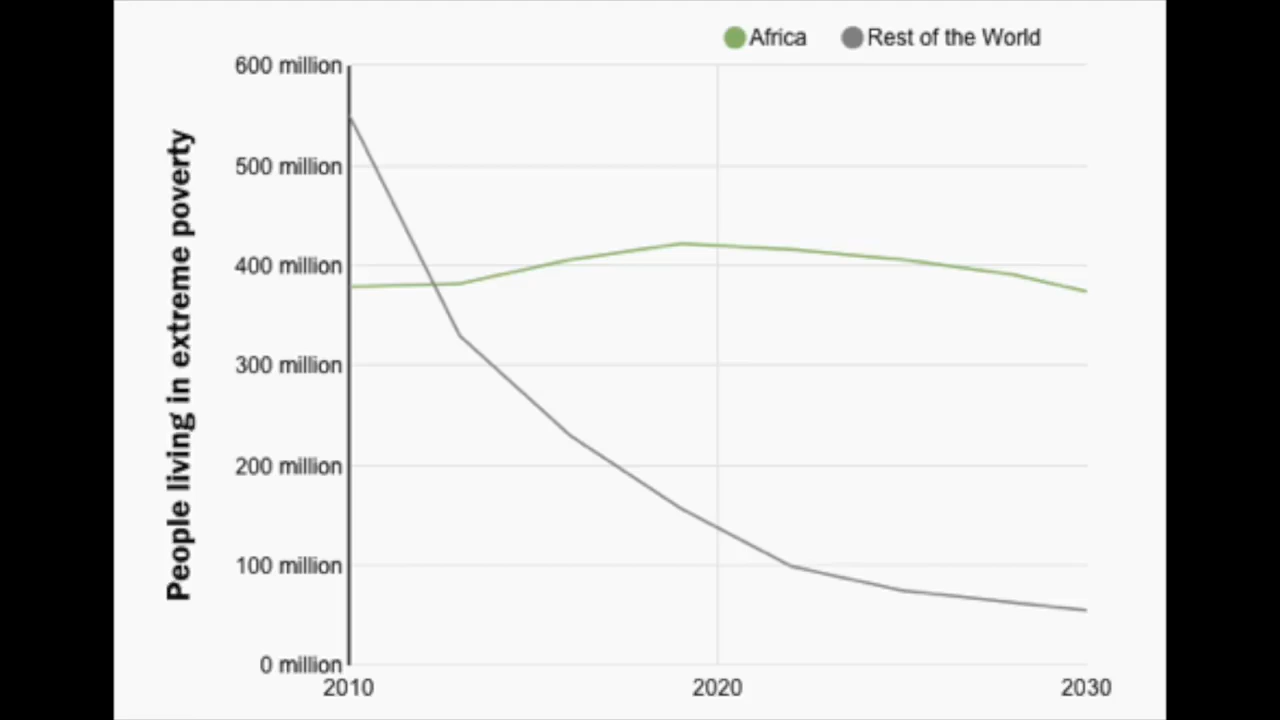 Africa Rest of the World
People living in extreme poverty
600 million
500 million
400 million
300 million
200 million
100 million
0 million
2010 2020 2030